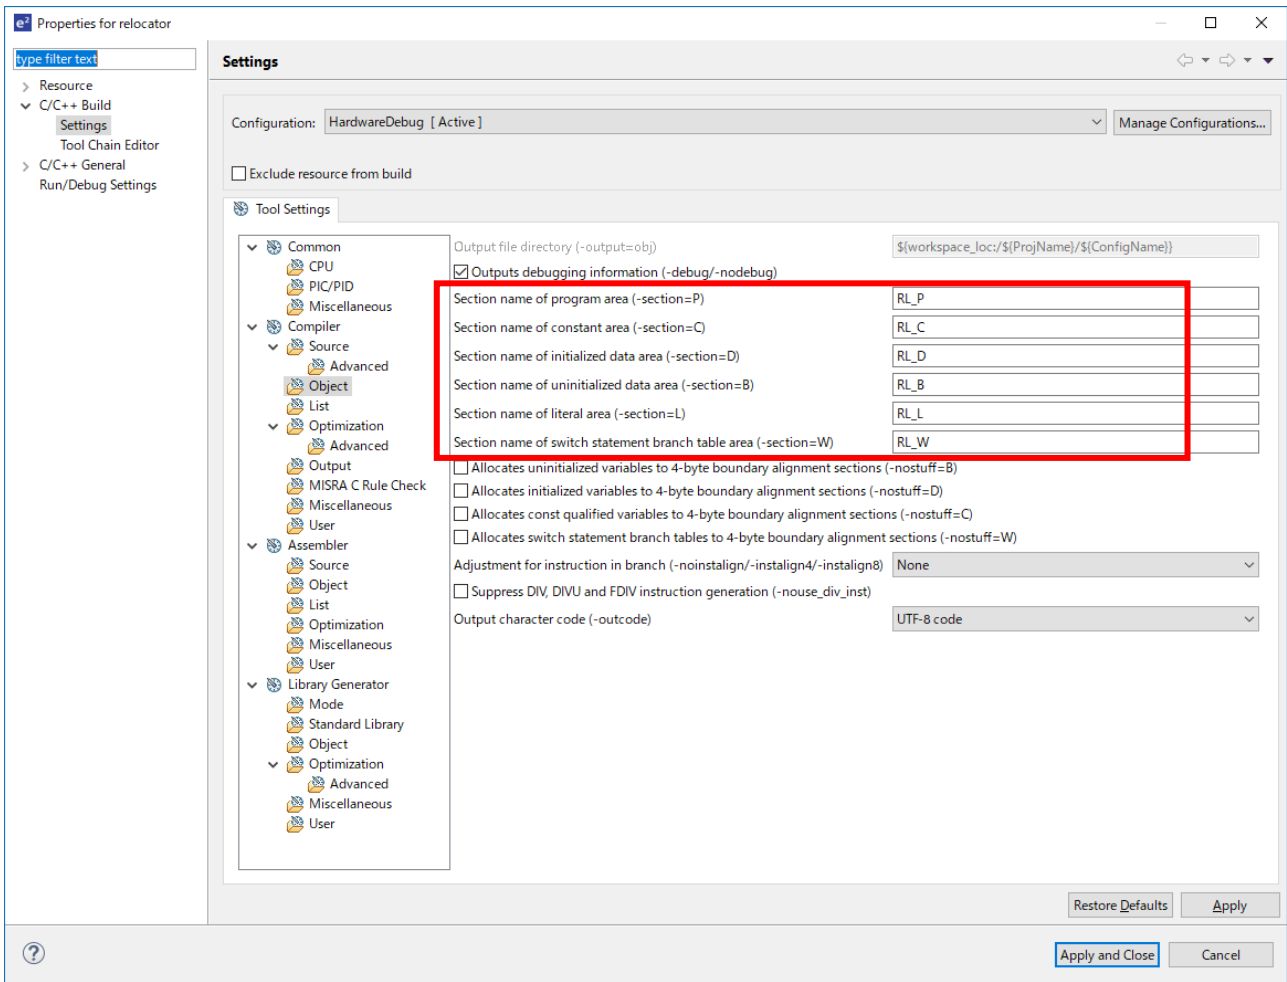 e² Properties for relocator
type filter text
Resource
C/C++ Build
Settings
Tool Chain Editor
C/C++ General
Run/Debug Settings
Settings
Configuration: HardwareDebug [ Active ] Manage Configurations...
Exclude resource from build
Tool Settings
Common
CPU
PIC/PID
Miscellaneous
Compiler
Source
Advanced
Object
List
Optimization
Advanced
Output
MISRA C Rule Check
Miscellaneous
User
Assembler
Source
Object
List
Optimization
Miscellaneous
User
Library Generator
Mode
Standard Library
Object
Optimization
Advanced
Miscellaneous
User
Output file directory (-output=obj) ${workspace_loc:/${ProjName}/${ConfigName}}
Outputs debugging information (-debug/-nodebug)
Section name of program area (-section=P) RL_P
Section name of constant area (-section=C) RL_C
Section name of initialized data area (-section=D) RL_D
Section name of uninitialized data area (-section=B) RL_B
Section name of literal area (-section=L) RL_L
Section name of switch statement branch table area (-section=W) RL_W
Allocates uninitialized variables to 4-byte boundary alignment sections (-nostuff=B)
Allocates initialized variables to 4-byte boundary alignment sections (-nostuff=D)
Allocates const qualified variables to 4-byte boundary alignment sections (-nostuff=C)
Allocates switch statement branch tables to 4-byte boundary alignment sections (-nostuff=W)
Adjustment for instruction in branch (-noinstalign/-instalign4/-instalign8) None
Suppress DIV, DIVU and FDIV instruction generation (-nouse_div_inst)
Output character code (-outcode) UTF-8 code
Restore Defaults Apply
? Apply and Close Cancel